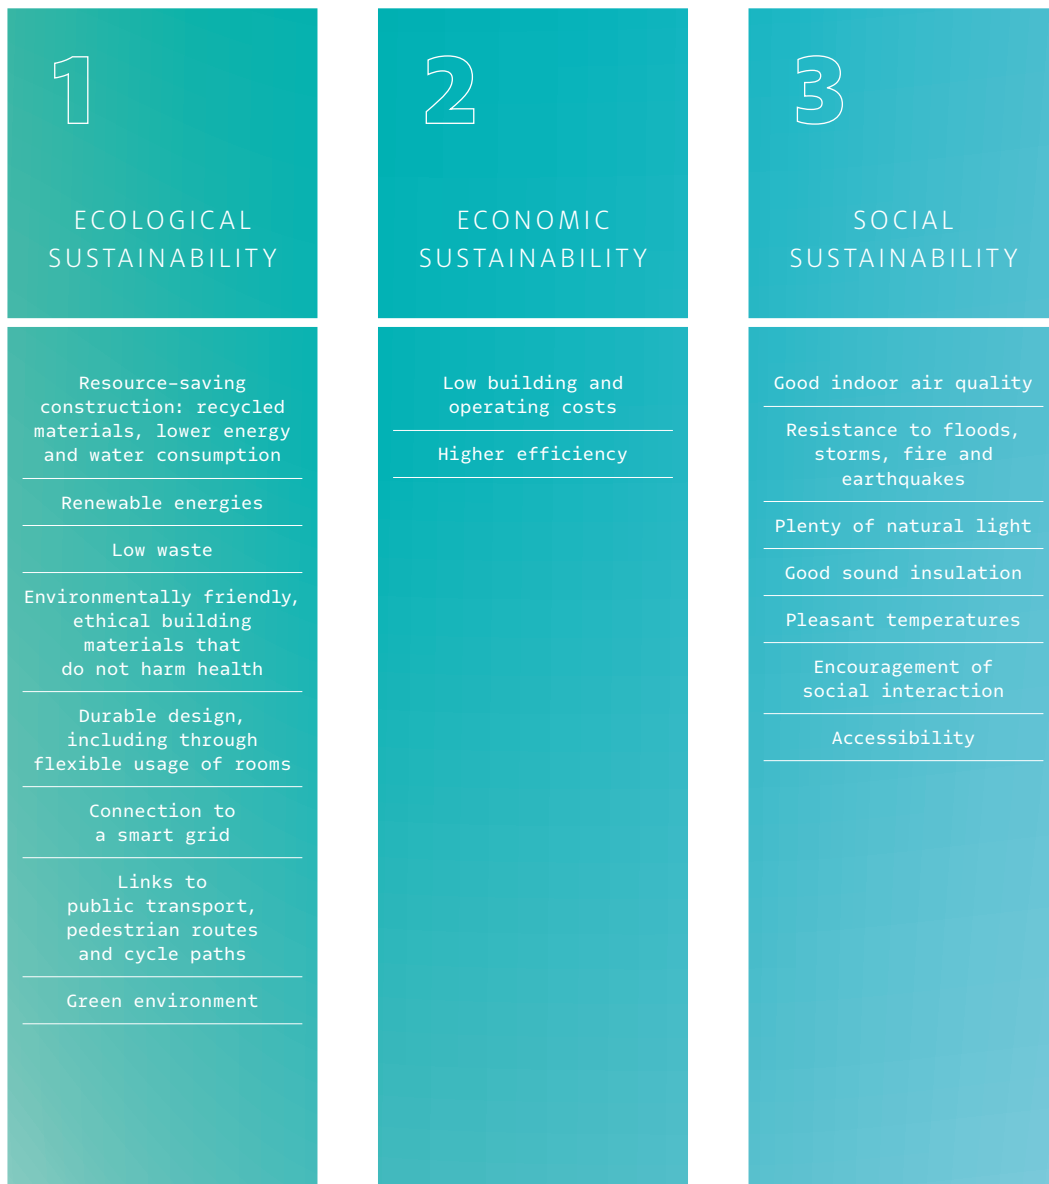 1
ECOLOGICAL
SUSTAINABILITY
Resource-saving
construction: recycled
materials, lower energy
and water consumption
Renewable energies
Low waste
Environmentally friendly,
ethical building
materials that
do not harm health
Durable design,
including through
flexible usage of rooms
Connection to
a smart grid
Links to
public transport,
pedestrian routes
and cycle paths
Green environment
2
ECONOMIC
SUSTAINABILITY
Low building and
operating costs
Higher efficiency
3
SOCIAL
SUSTAINABILITY
Good indoor air quality
Resistance to floods,
storms, fire and
earthquakes
Plenty of natural light
Good sound insulation
Pleasant temperatures
Encouragement of
social interaction
Accessibility